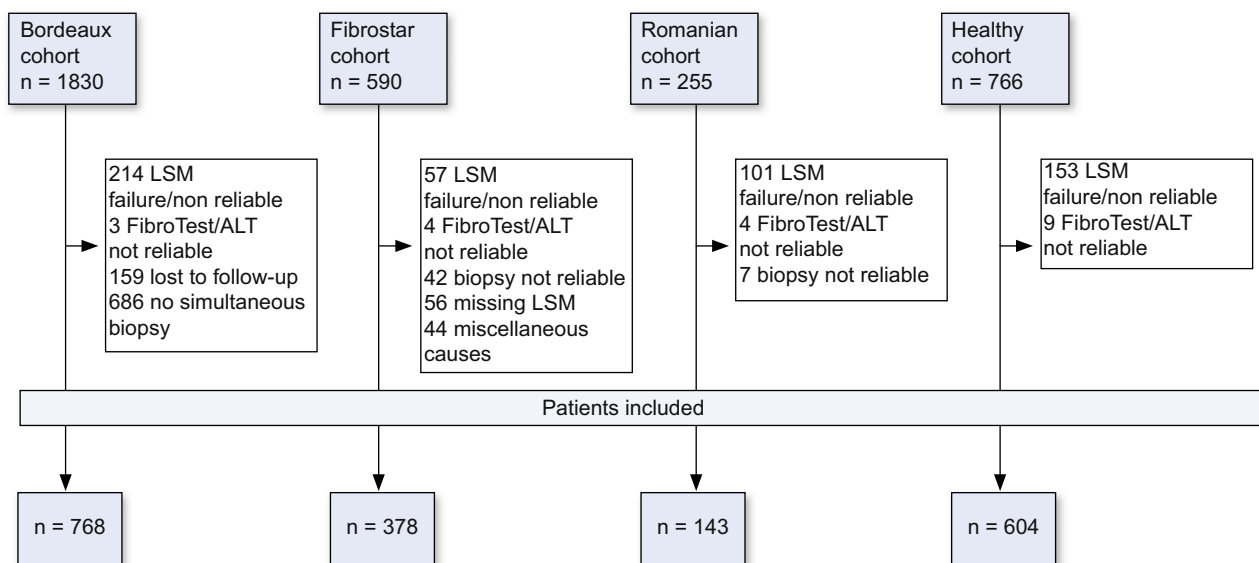 Bordeaux
cohort
n = 1830
Fibrostar
cohort
n = 590
Romanian
cohort
n = 255
Healthy
cohort
n = 766
214 LSM
failure/non reliable
3 FibroTest/ALT
not reliable
159 lost to follow-up
686 no simultaneous
biopsy
57 LSM
failure/non reliable
4 FibroTest/ALT
not reliable
42 biopsy not reliable
56 missing LSM
44 miscellaneous
causes
101 LSM
failure/non reliable
4 FibroTest/ALT
not reliable
7 biopsy not reliable
153 LSM
failure/non reliable
9 FibroTest/ALT
not reliable
Patients included
n = 768
n = 378
n = 143
n = 604